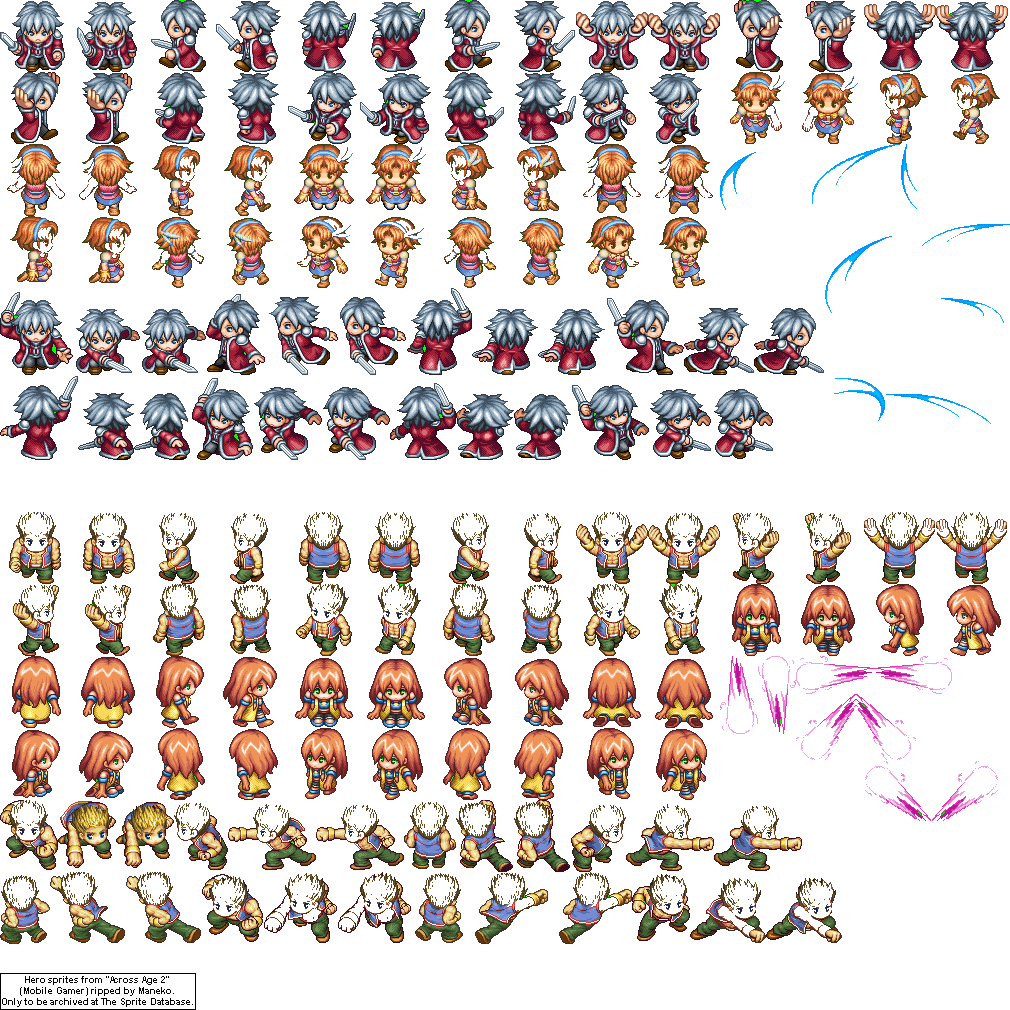 Hero sprites from "Across Age 2"
(Mobile Gamer) ripped by Maneko.
Only to be archived at The Sprite Database.